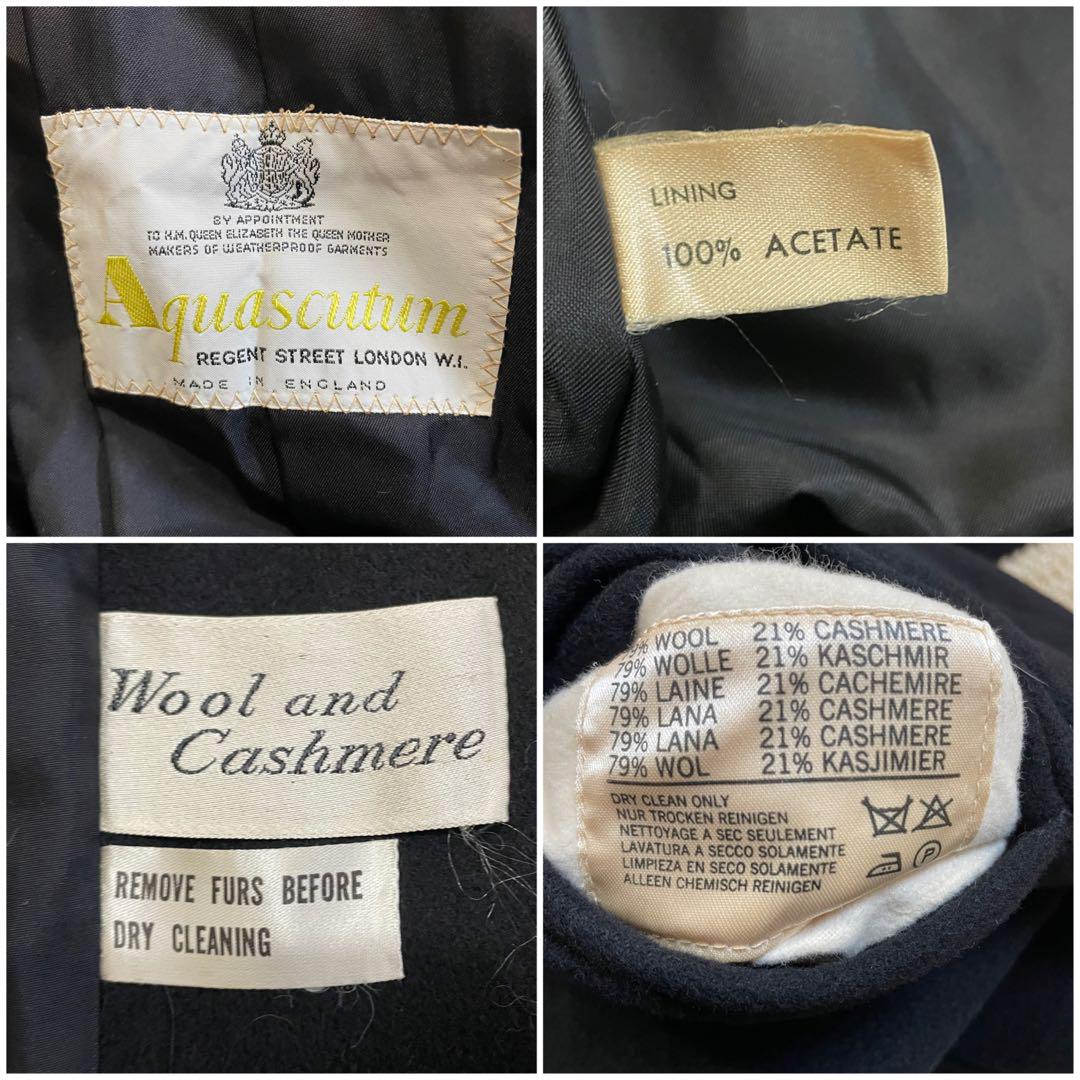 BY APPOINTMENT
TO H.M. QUEEN ELIZABETH THE QUEEN MOTHER
MAKERS OF WEATHERPROOF GARMENTS
Aquascutum
REGENT STREET LONDON W.I.
MADE IN ENGLAND
LINING
100% ACETATE
Wool and
Cashmere
REMOVE FURS BEFORE
DRY CLEANING
79% WOOL 21% CASHMERE
79% WOLLE 21% KASCHMIR
79% LAINE 21% CACHEMIRE
79% LANA 21% CASHMERE
79% LANA 21% CASHMERE
79% WOL 21% KASJIMIER
DRY CLEAN ONLY
NUR TROCKEN REINIGEN
NETTOYAGE A SEC SEULEMENT
LAVATURA A SECCO SOLAMENTE
LIMPIEZA EN SECO SOLAMENTE
ALLEEN CHEMISCH REINIGEN
P